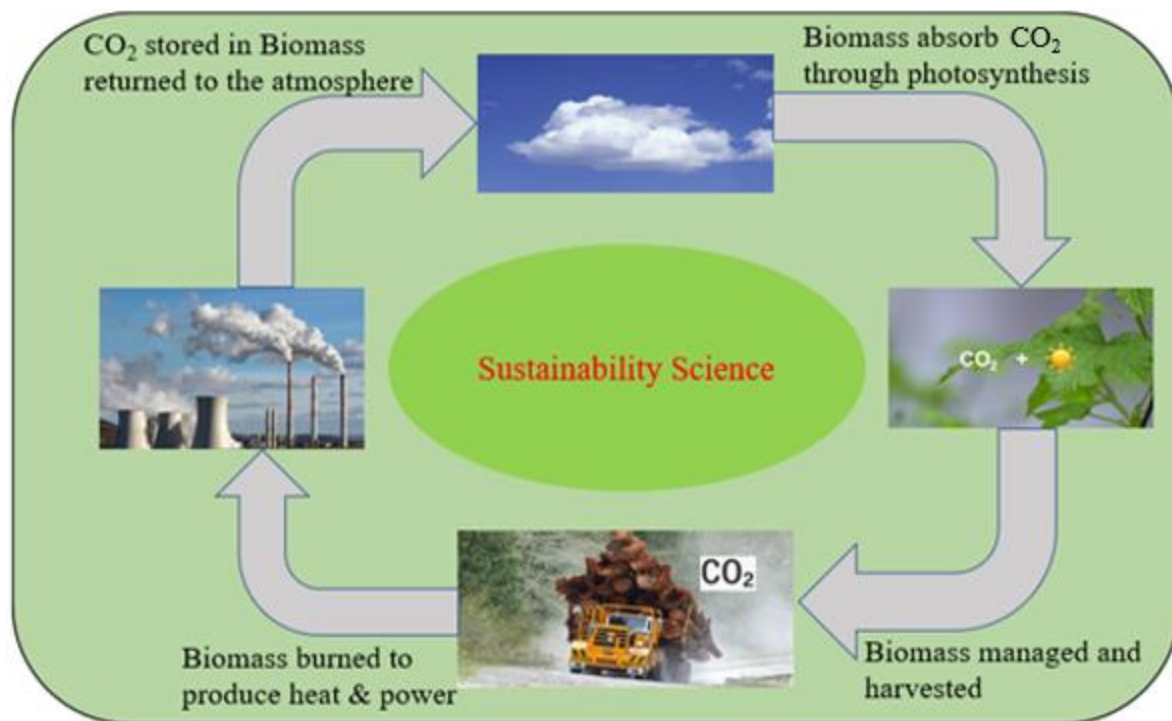 CO₂ stored in Biomass
returned to the atmosphere
Biomass absorb CO₂
through photosynthesis
CO₂ +
Sustainability Science
CO₂
Biomass burned to
produce heat & power
Biomass managed and
harvested